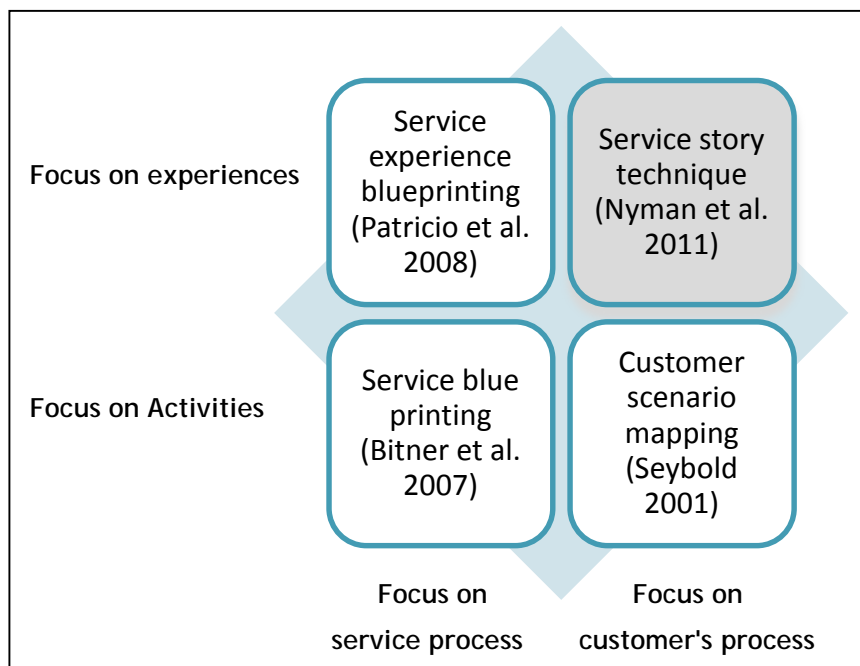 Focus on experiences
Service
experience
blueprinting
(Patricio et al.
2008)
Service story
technique
(Nyman et al.
2011)
Focus on Activities
Service blue
printing
(Bitner et al.
2007)
Customer
scenario
mapping
(Seybold
2001)
Focus on
service process
Focus on
customer's process